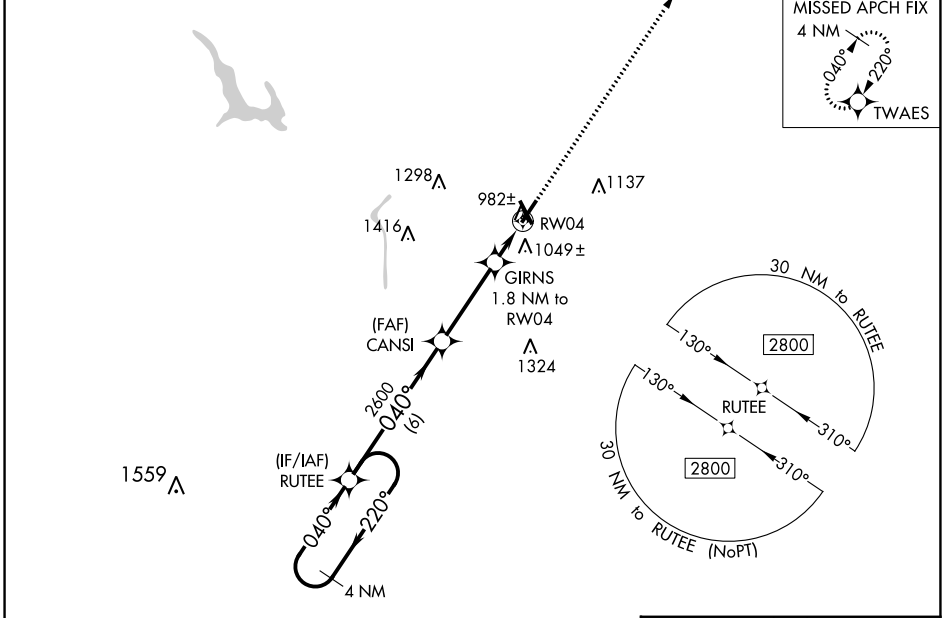 MISSED APCH FIX
4 NM
040°
220°
TWAES
1298
982±
1137
RW04
1416
1049±
GIRNS
1.8 NM to
RW04
(FAF)
CANSI
1324
2600
040°
(6)
(IF/IAF)
RUTEE
1559
040°
220°
4 NM
30 NM to RUTEE
2800
130°
310°
RUTEE
130°
310°
2800
30 NM to RUTEE (NoPT)